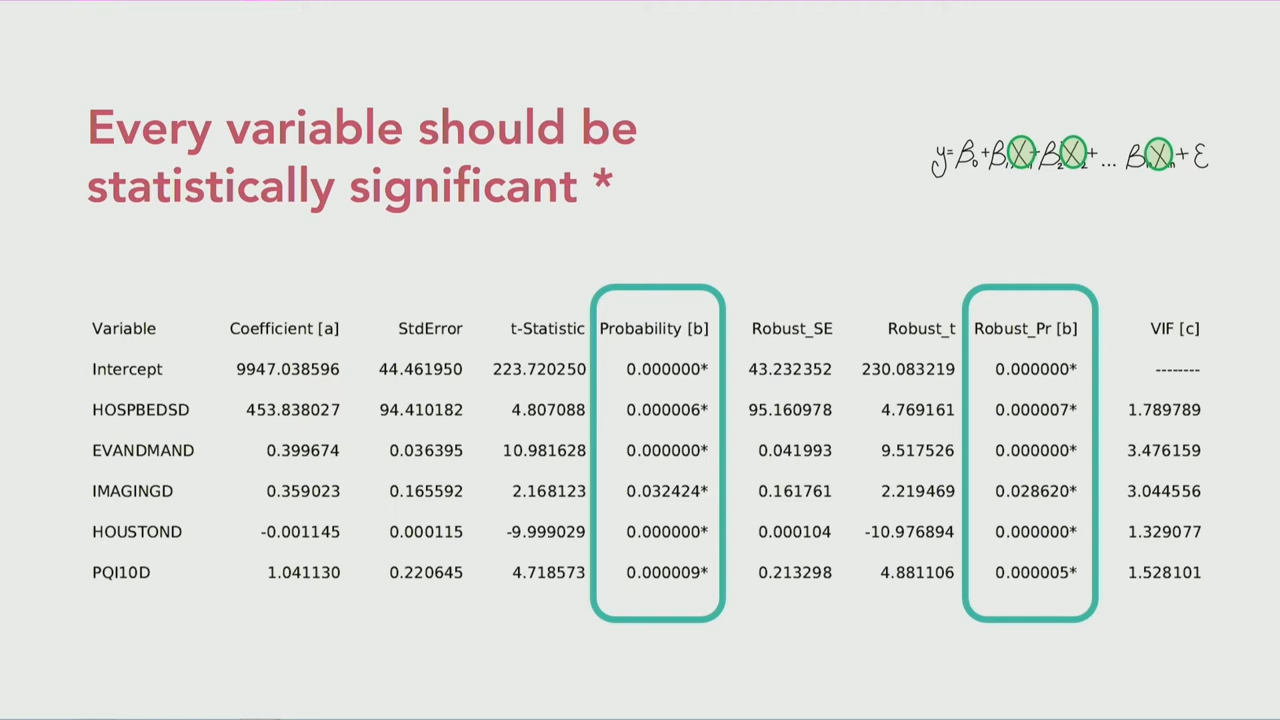 Every variable should be
statistically significant *
y=β₀+β₁X₁+β₂X₂+... βₙXₙ+ε
Variable Coefficient [a] StdError t-Statistic Probability [b] Robust_SE Robust_t Robust_Pr [b] VIF [c]
Intercept 9947.038596 44.461950 223.720250 0.000000* 43.232352 230.083219 0.000000* --------
HOSPBEDSD 453.838027 94.410182 4.807088 0.000006* 95.160978 4.769161 0.000007* 1.789789
EVANDMAND 0.399674 0.036395 10.981628 0.000000* 0.041993 9.517526 0.000000* 3.476159
IMAGINGD 0.359023 0.165592 2.168123 0.032424* 0.161761 2.219469 0.028620* 3.044556
HOUSTOND -0.001145 0.000115 -9.999029 0.000000* 0.000104 -10.976894 0.000000* 1.329077
PQI10D 1.041130 0.220645 4.718573 0.000009* 0.213298 4.881106 0.000005* 1.528101